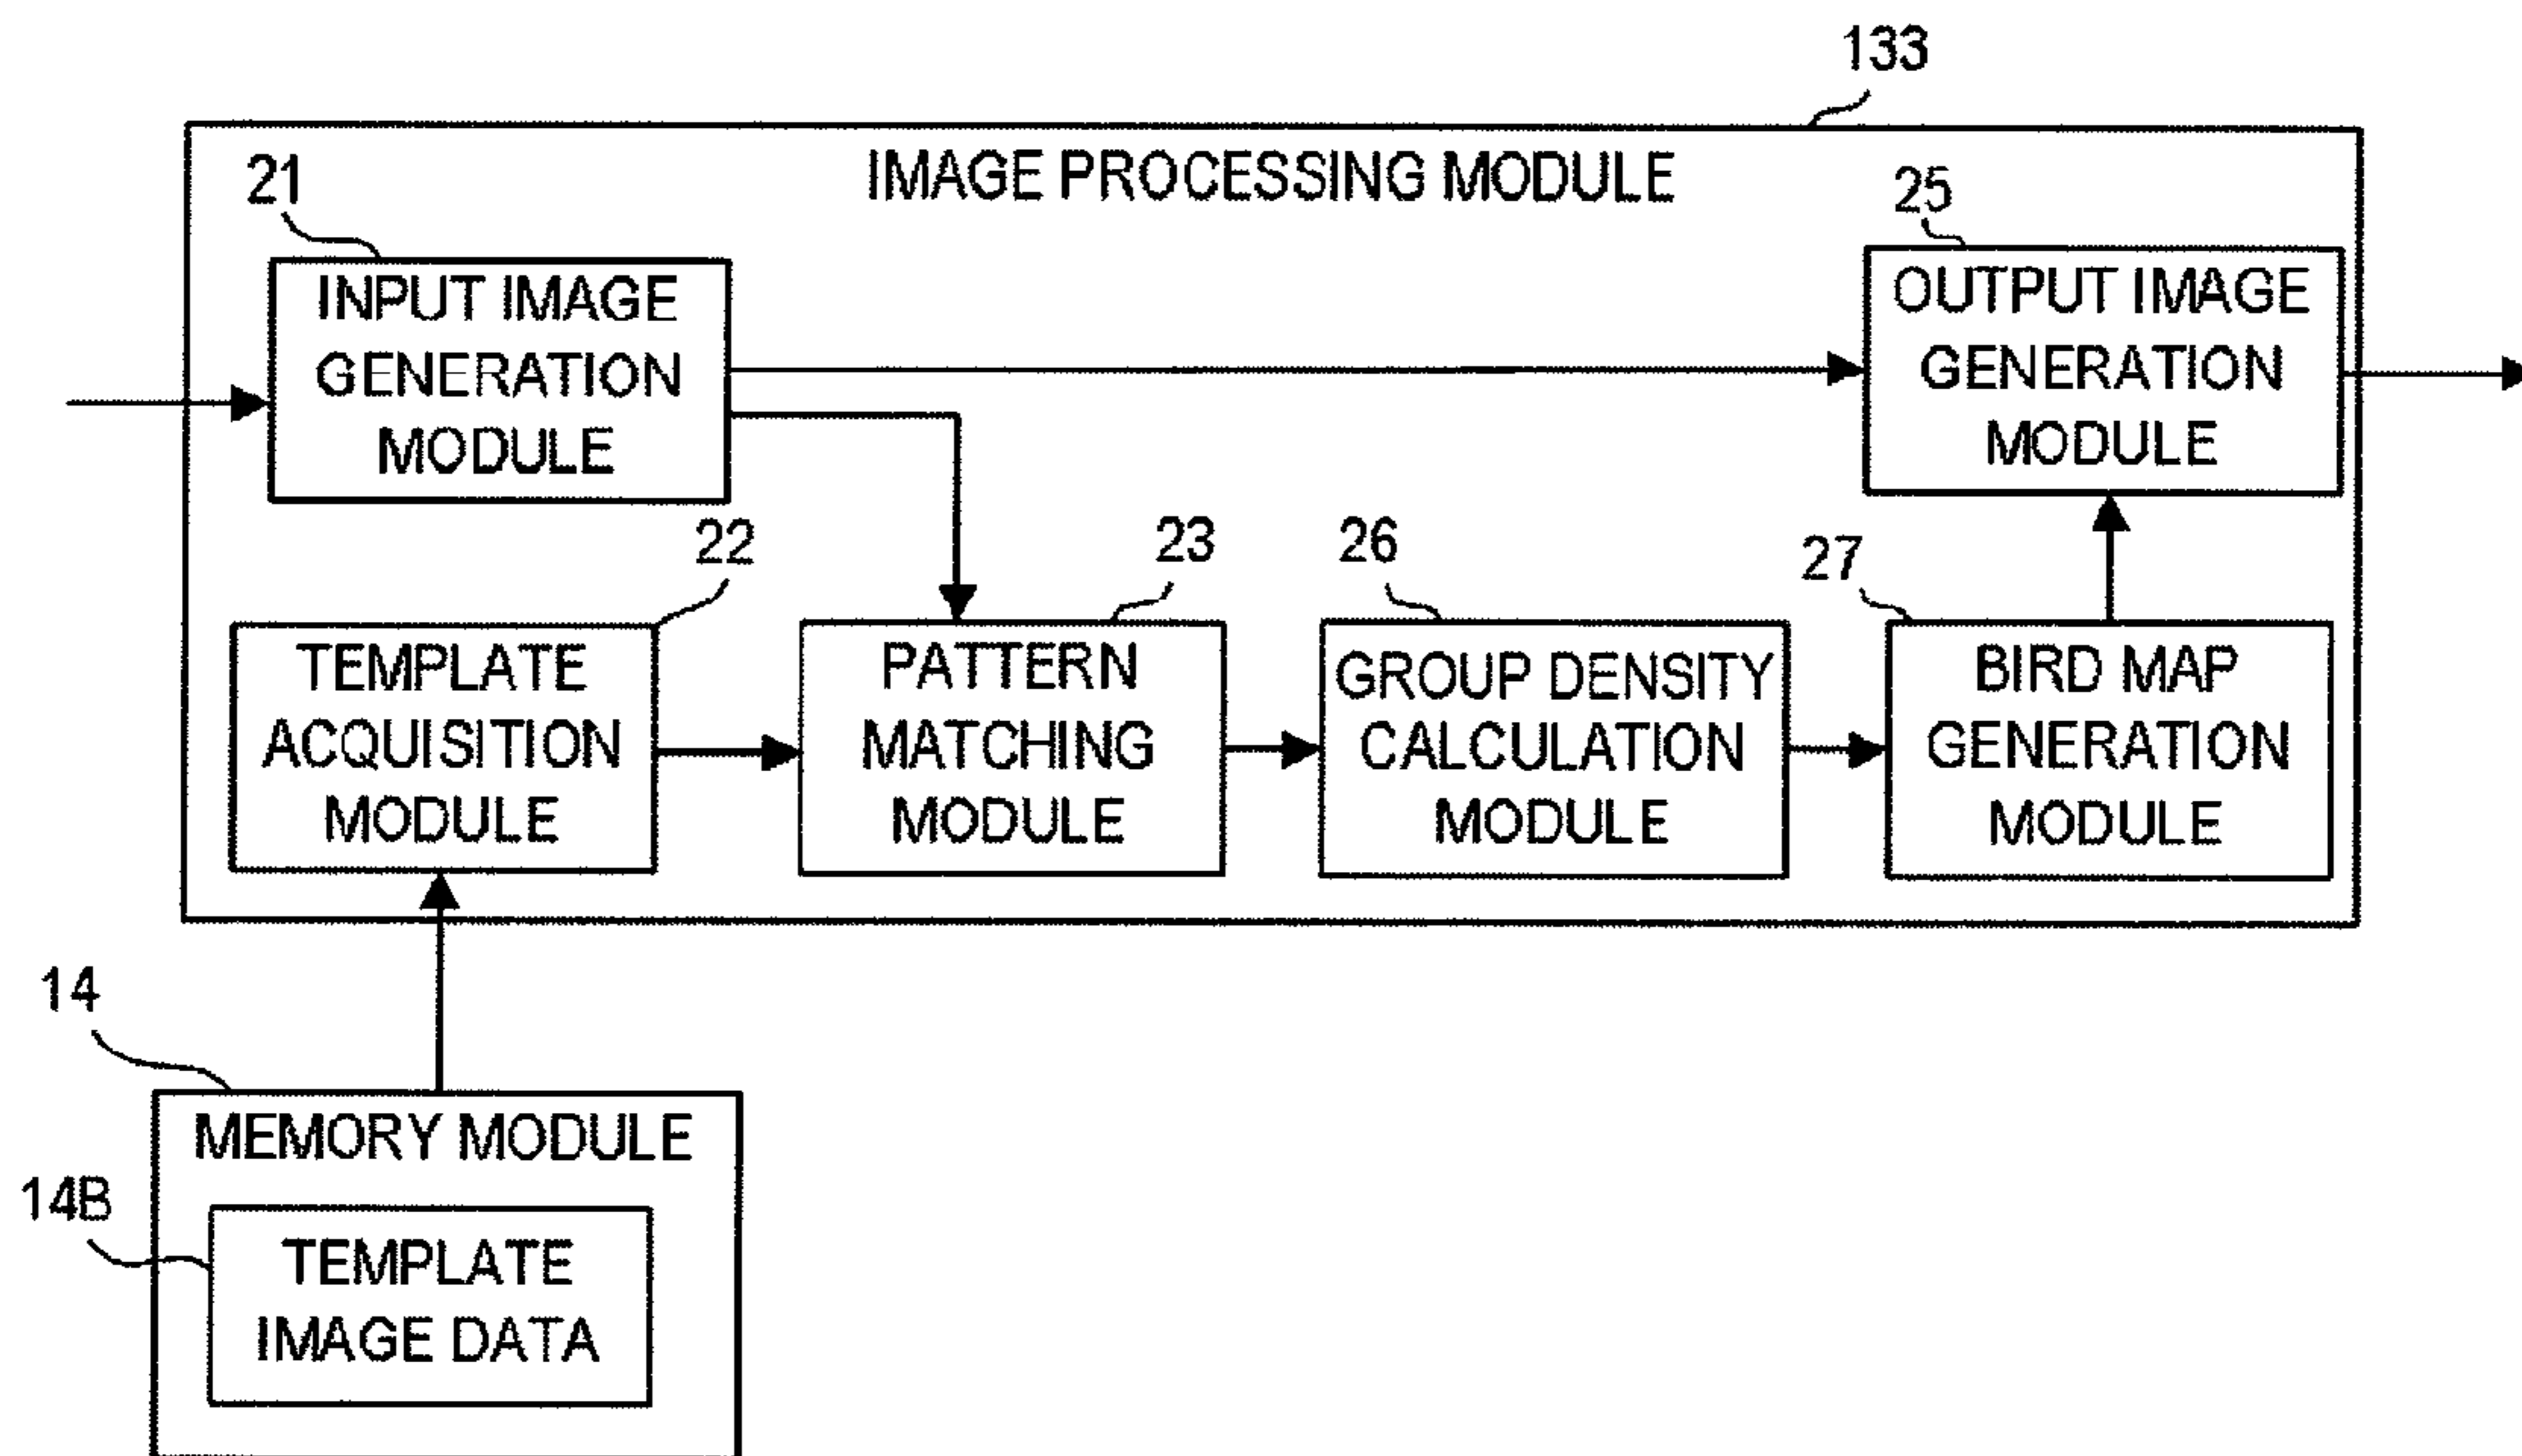 133
IMAGE PROCESSING MODULE
21
25
INPUT IMAGE
GENERATION
MODULE
OUTPUT IMAGE
GENERATION
MODULE
22
23
26
27
TEMPLATE
ACQUISITION
MODULE
PATTERN
MATCHING
MODULE
GROUP DENSITY
CALCULATION
MODULE
BIRD MAP
GENERATION
MODULE
14
MEMORY MODULE
14B
TEMPLATE
IMAGE DATA